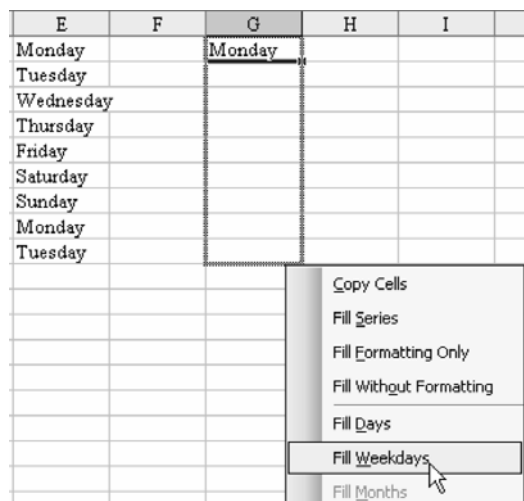 E F G H I
Monday Monday
Tuesday
Wednesday
Thursday
Friday
Saturday
Sunday
Monday
Tuesday
Copy Cells
Fill Series
Fill Formatting Only
Fill Without Formatting
Fill Days
Fill Weekdays
Fill Months